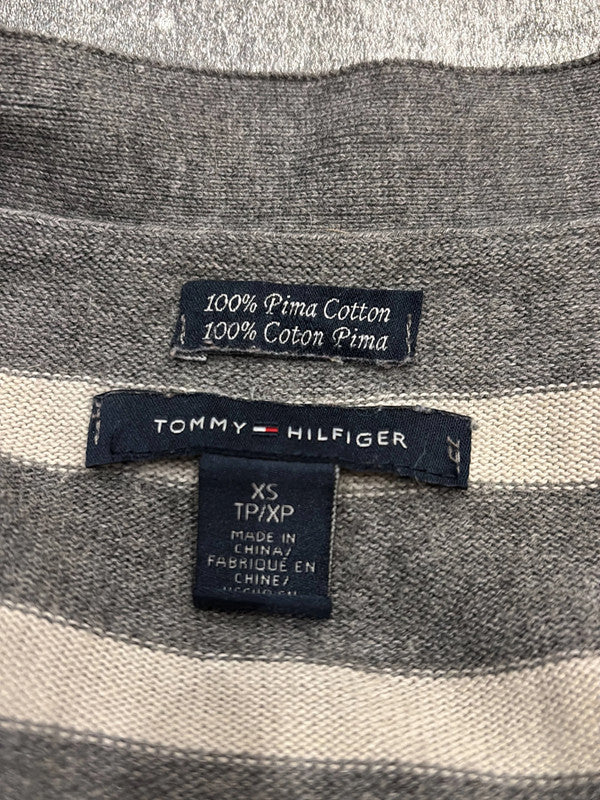 100% Pima Cotton
100% Coton Pima
TOMMY HILFIGER
XS
TP/XP
MADE IN
CHINA/
FABRIQUÉ EN
CHINE/